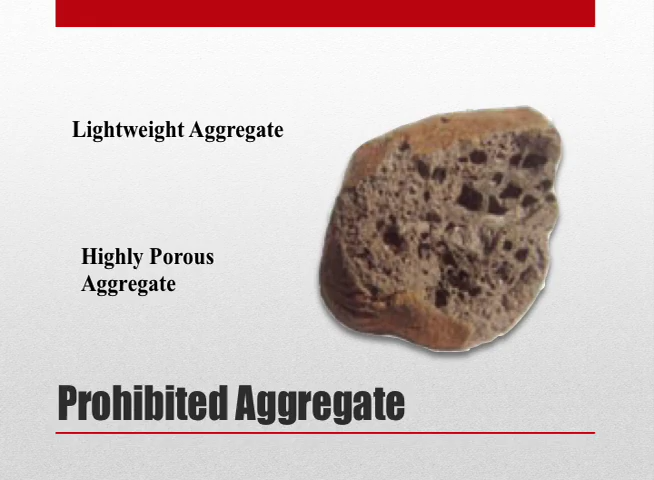 Lightweight Aggregate
Highly Porous
Aggregate
Prohibited Aggregate